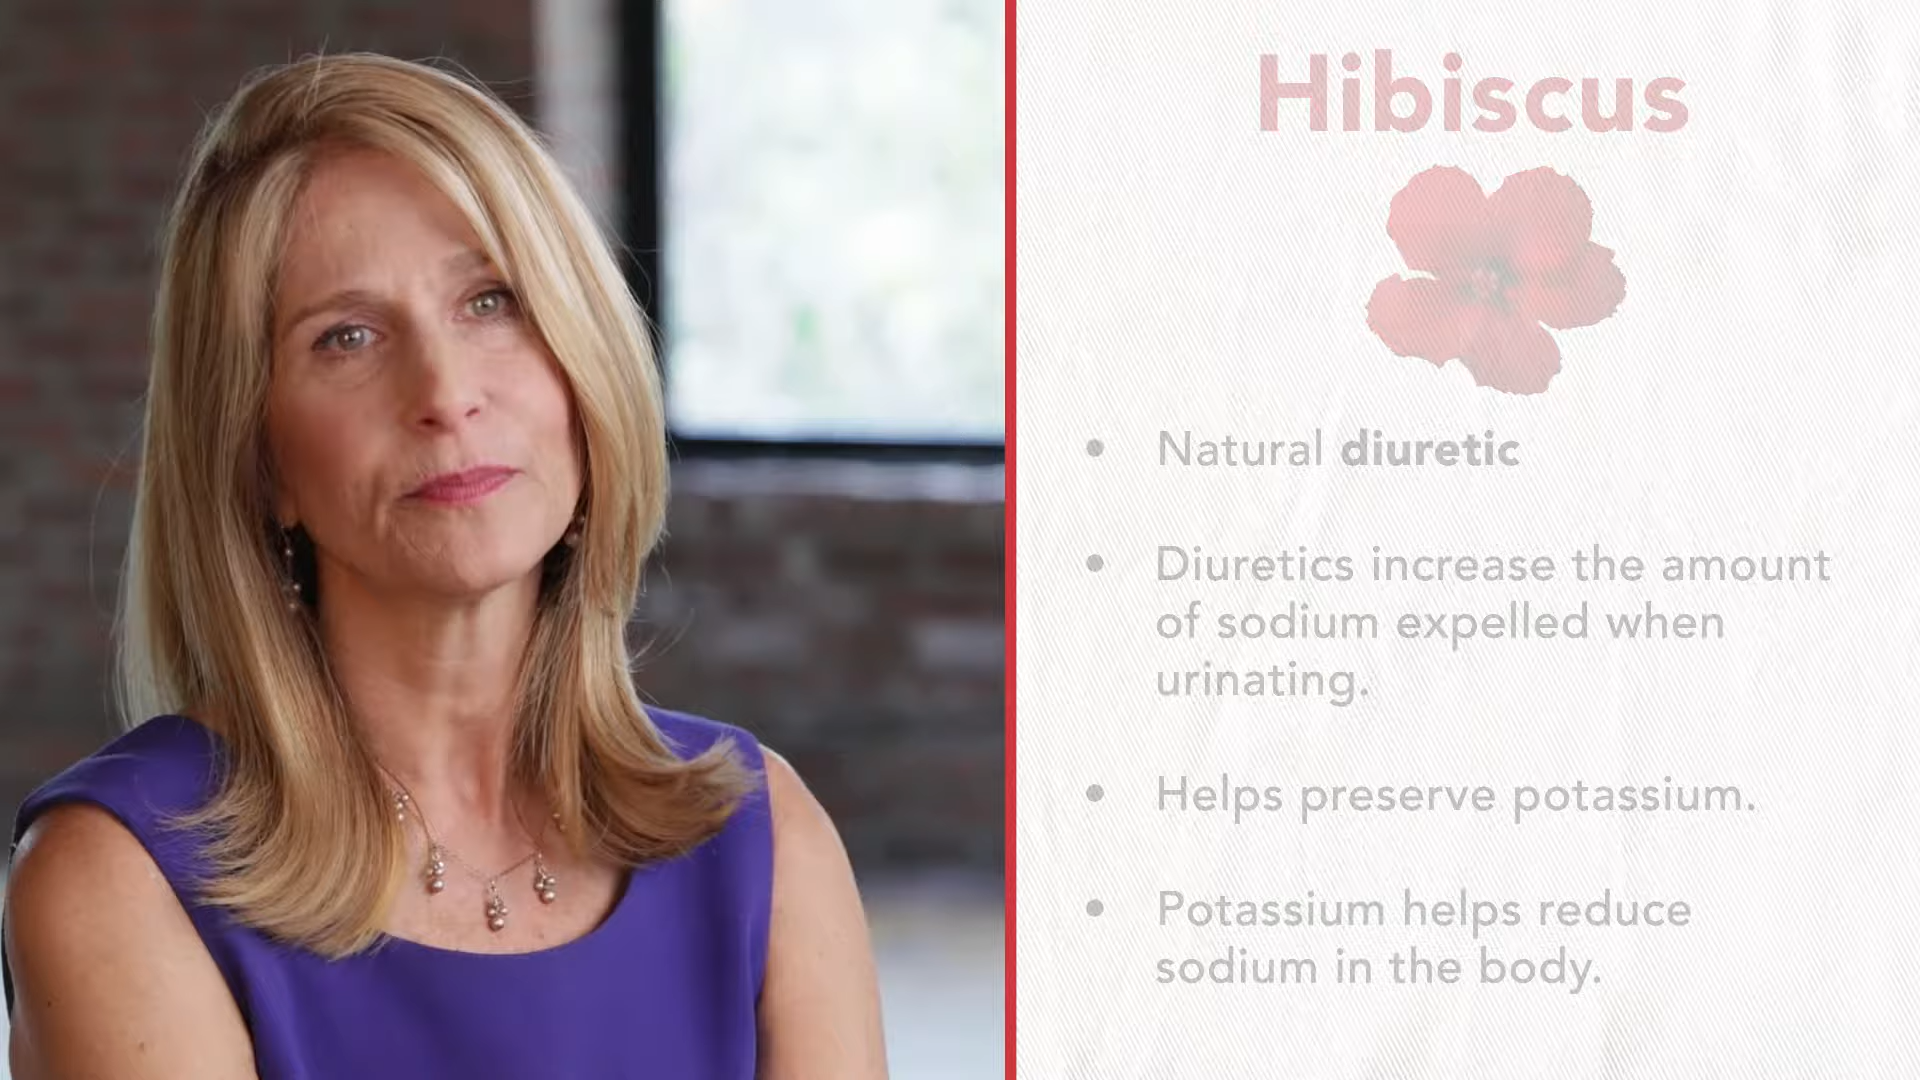 Hibiscus
• Natural diuretic
• Diuretics increase the amount
of sodium expelled when
urinating.
• Helps preserve potassium.
• Potassium helps reduce
sodium in the body.